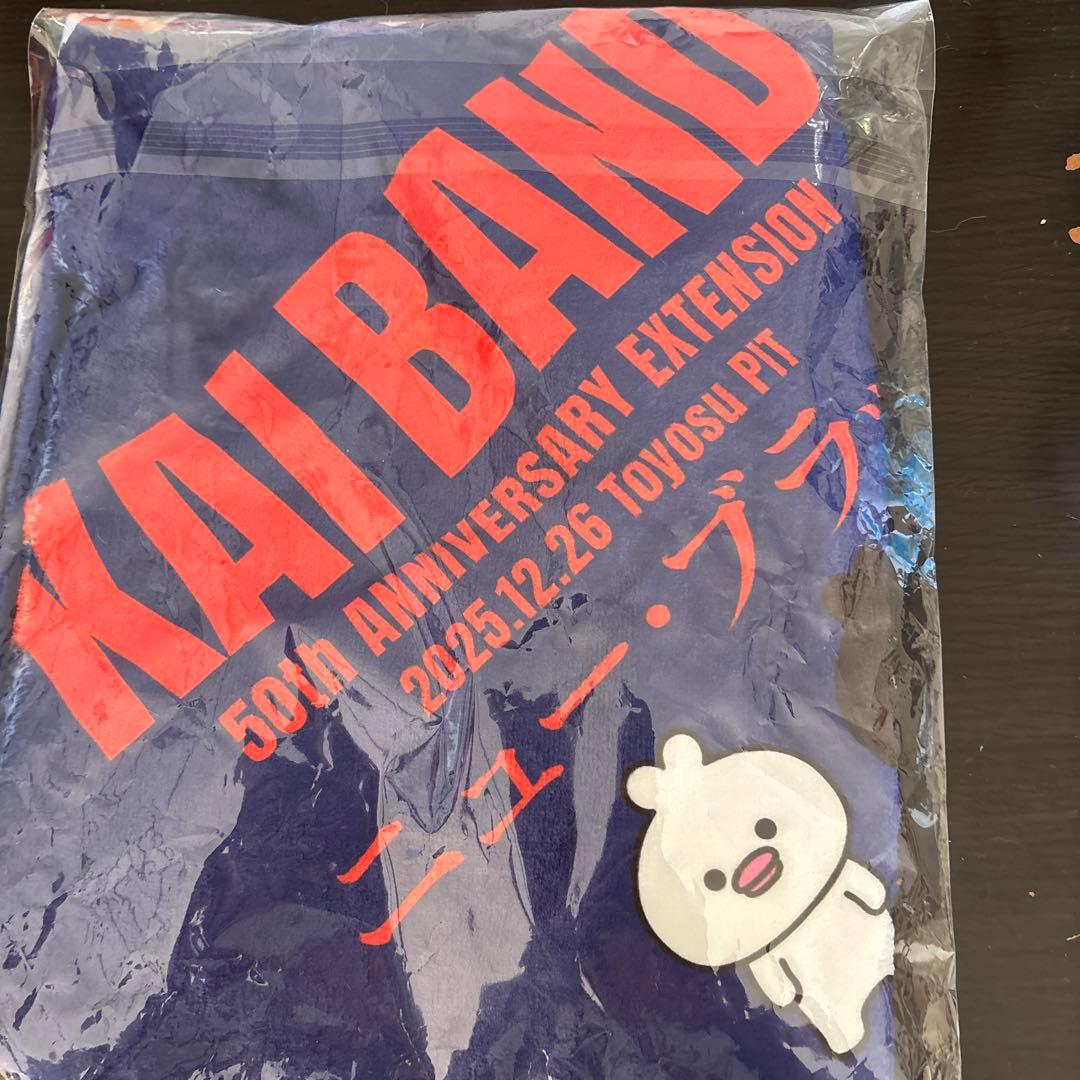 KAI BAND
50th ANNIVERSARY EXTENSION
2025.12.26 Toyosu PIT
ニュー・ブラ